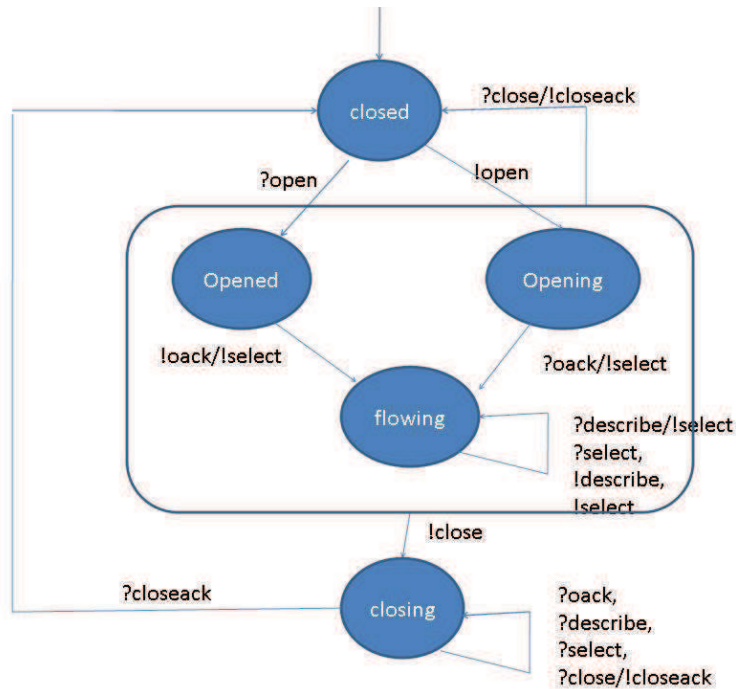 closed
?close/!closeack
?open
!open
Opened
Opening
!oack/!select
?oack/!select
flowing
?describe/!select
?select,
!describe,
!select
!close
?closeack
closing
?oack,
?describe,
?select,
?close/!closeack